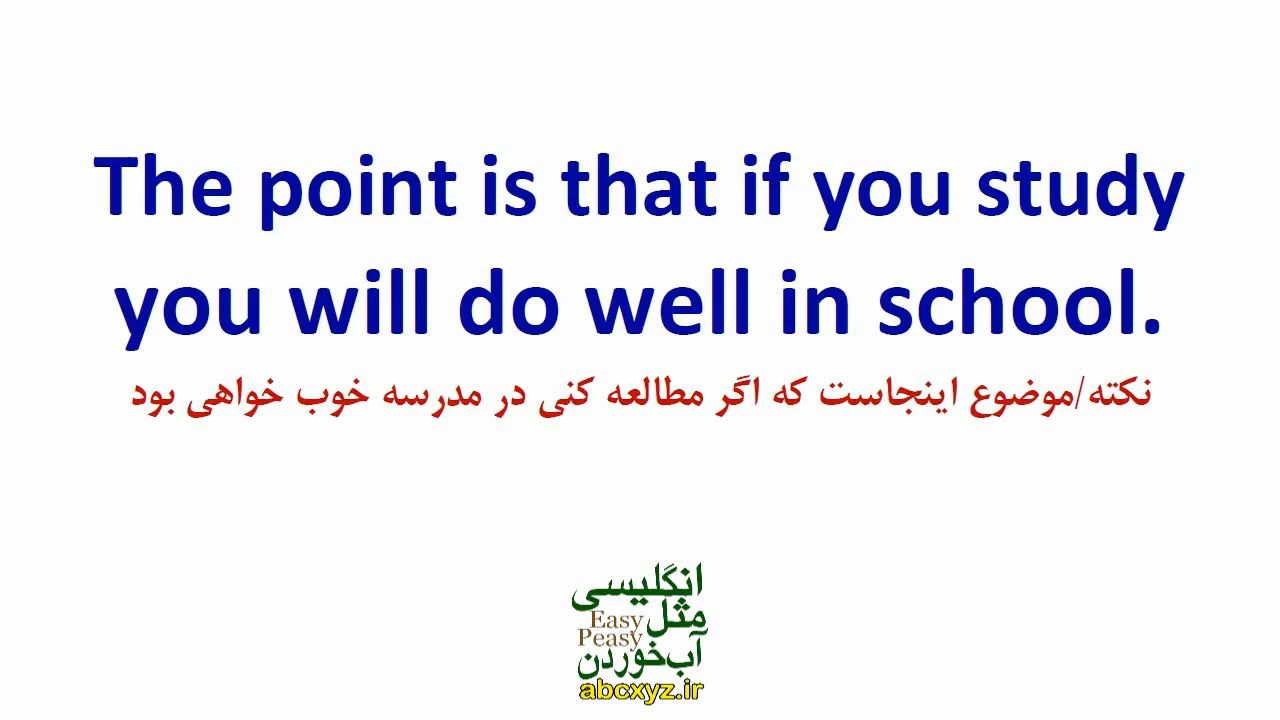 The point is that if you study
you will do well in school.
نکته/موضوع اینجاست که اگر مطالعه کنی در مدرسه خوب خواهی بود
انگلیسی
مثل
Easy
Peasy
آب‌خوردن
abcxyz.ir